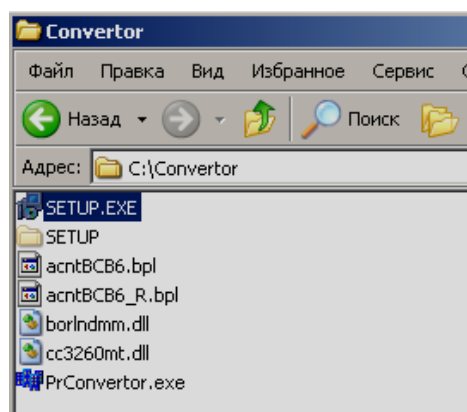 Convertor
Файл Правка Вид Избранное Сервис
Назад Поиск
Адрес: C:\Convertor
SETUP.EXE
SETUP
acntBCB6.bpl
acntBCB6_R.bpl
borlndmm.dll
cc3260mt.dll
PrConvertor.exe